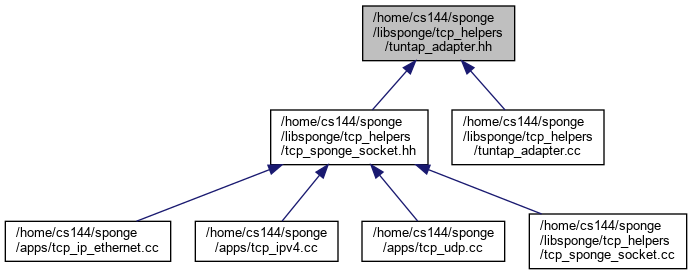 /home/cs144/sponge
/libsponge/tcp_helpers
/tuntap_adapter.hh
/home/cs144/sponge
/libsponge/tcp_helpers
/tcp_sponge_socket.hh
/home/cs144/sponge
/libsponge/tcp_helpers
/tuntap_adapter.cc
/home/cs144/sponge
/apps/tcp_ip_ethernet.cc
/home/cs144/sponge
/apps/tcp_ipv4.cc
/home/cs144/sponge
/apps/tcp_udp.cc
/home/cs144/sponge
/libsponge/tcp_helpers
/tcp_sponge_socket.cc